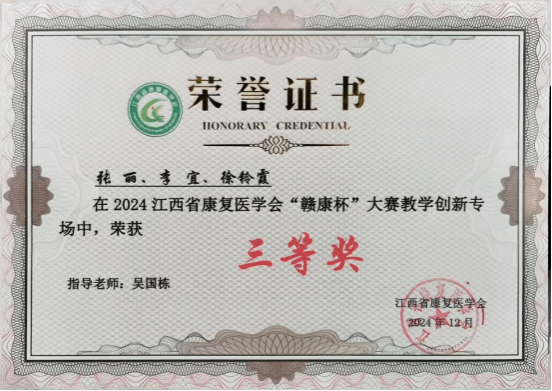 荣誉证书
HONORARY CREDENTIAL
张丽、李宜、徐铃霞
在2024江西省康复医学会“赣康杯”大赛教学创新专
场中，荣获
三等奖
指导老师：吴国栋
江西省康复医学会
2024年12月